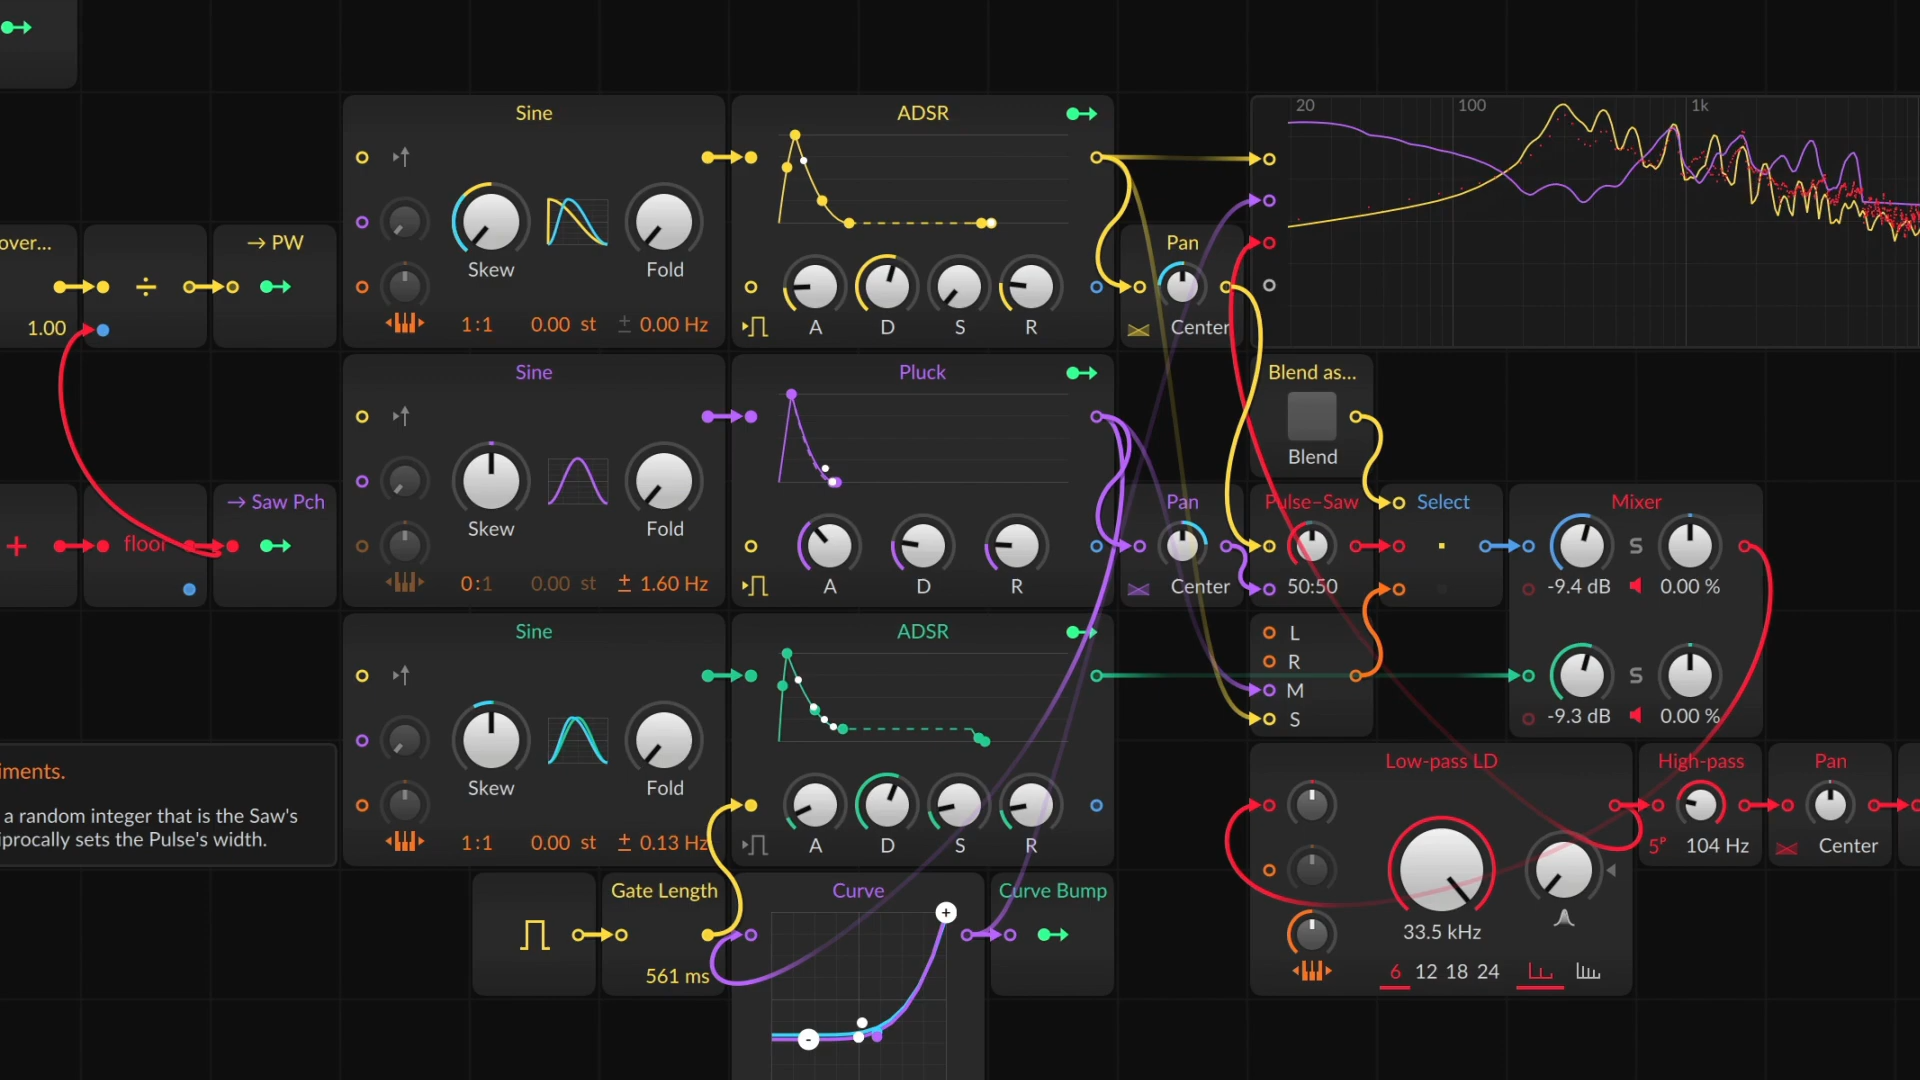 Sine
ADSR
20
100
1k
over...
→ PW
Skew
Fold
Pan
÷
1.00
1:1
0.00 st
± 0.00 Hz
A
D
S
R
Center
Sine
Pluck
Blend as...
Blend
Skew
Fold
→ Saw Pch
Pan
Pulse–Saw
Select
Mixer
+
floor
S
0:1
0.00 st
± 1.60 Hz
A
D
R
Center
50:50
-9.4 dB
0.00 %
Sine
ADSR
L
R
M
S
S
-9.3 dB
0.00 %
iments.
a random integer that is the Saw's
ciprocally sets the Pulse's width.
Skew
Fold
1:1
0.00 st
± 0.13 Hz
A
D
S
R
Low-pass LD
High-pass
Pan
5ᴾ
104 Hz
Center
Gate Length
561 ms
Curve
+
-
Curve Bump
33.5 kHz
6 12 18 24